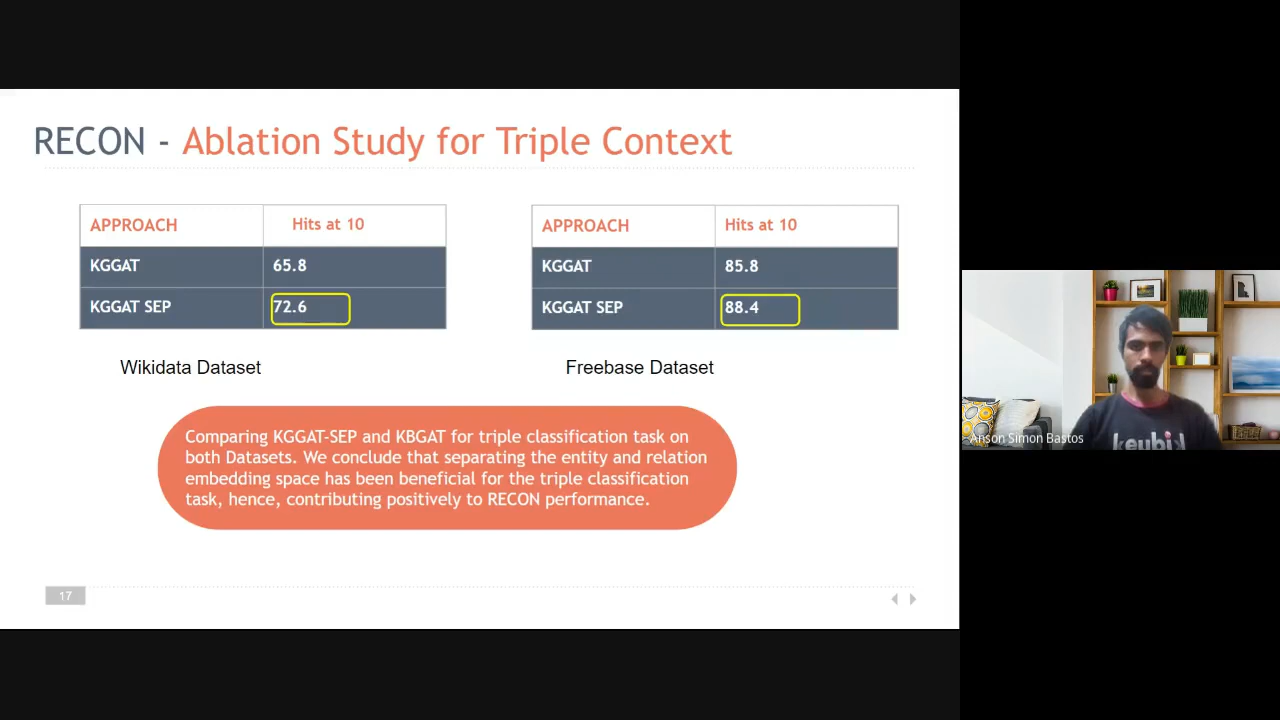 RECON - Ablation Study for Triple Context
APPROACH Hits at 10
KGGAT 65.8
KGGAT SEP 72.6
Wikidata Dataset
APPROACH Hits at 10
KGGAT 85.8
KGGAT SEP 88.4
Freebase Dataset
Comparing KGGAT-SEP and KBGAT for triple classification task on
both Datasets. We conclude that separating the entity and relation
embedding space has been beneficial for the triple classification
task, hence, contributing positively to RECON performance.
17
Anson Simon Bastos
keubik